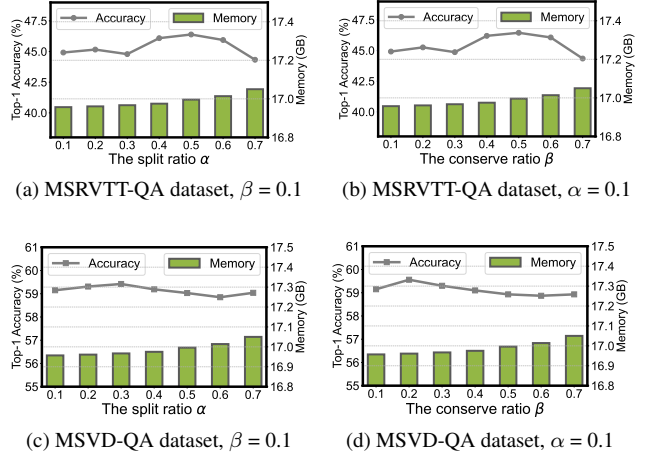 Accuracy Memory
Top-1 Accuracy (%)
47.5
45.0
42.5
40.0
17.4
17.2
17.0
16.8
Memory (GB)
0.1 0.2 0.3 0.4 0.5 0.6 0.7
The split ratio α
(a) MSRVTT-QA dataset, β = 0.1
Accuracy Memory
Top-1 Accuracy (%)
47.5
45.0
42.5
40.0
17.4
17.2
17.0
16.8
Memory (GB)
0.1 0.2 0.3 0.4 0.5 0.6 0.7
The conserve ratio β
(b) MSRVTT-QA dataset, α = 0.1
Accuracy Memory
Top-1 Accuracy (%)
61
60
59
58
57
56
55
17.5
17.4
17.3
17.2
17.1
17.0
16.9
16.8
Memory (GB)
0.1 0.2 0.3 0.4 0.5 0.6 0.7
The split ratio α
(c) MSVD-QA dataset, β = 0.1
Accuracy Memory
Top-1 Accuracy (%)
61
60
59
58
57
56
55
17.5
17.4
17.3
17.2
17.1
17.0
16.9
16.8
Memory (GB)
0.1 0.2 0.3 0.4 0.5 0.6 0.7
The conserve ratio β
(d) MSVD-QA dataset, α = 0.1